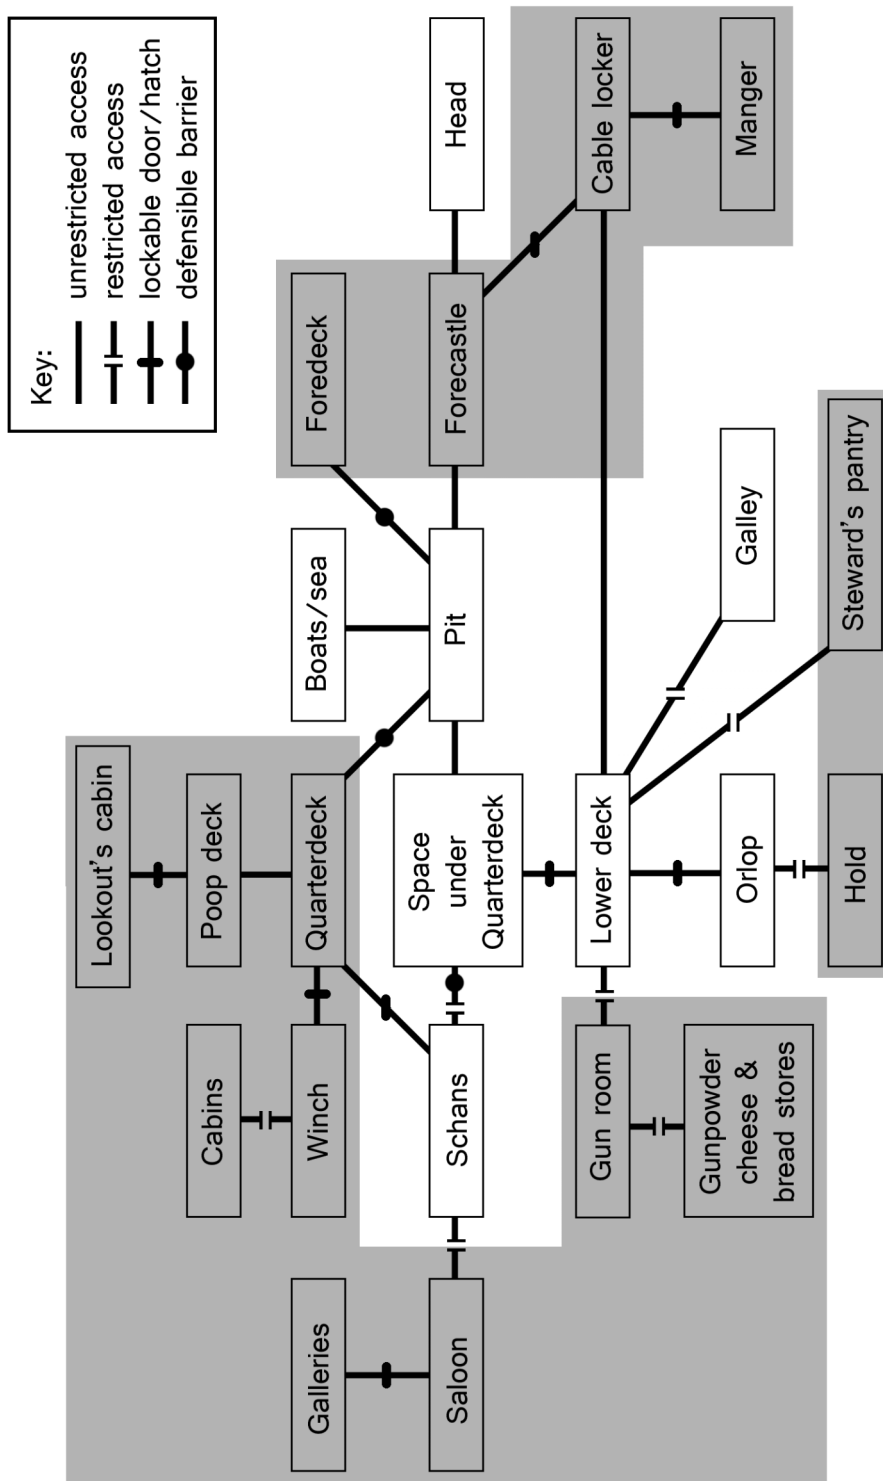 Key:
unrestricted access
restricted access
lockable door/hatch
defensible barrier
Lookout's cabin
Cabins
Poop deck
Galleries
Winch
Quarterdeck
Boats/sea
Foredeck
Saloon
Schans
Space
under
Quarterdeck
Pit
Forecastle
Head
Gun room
Lower deck
Cable locker
Gunpowder
cheese &
bread stores
Orlop
Galley
Manger
Hold
Steward's pantry